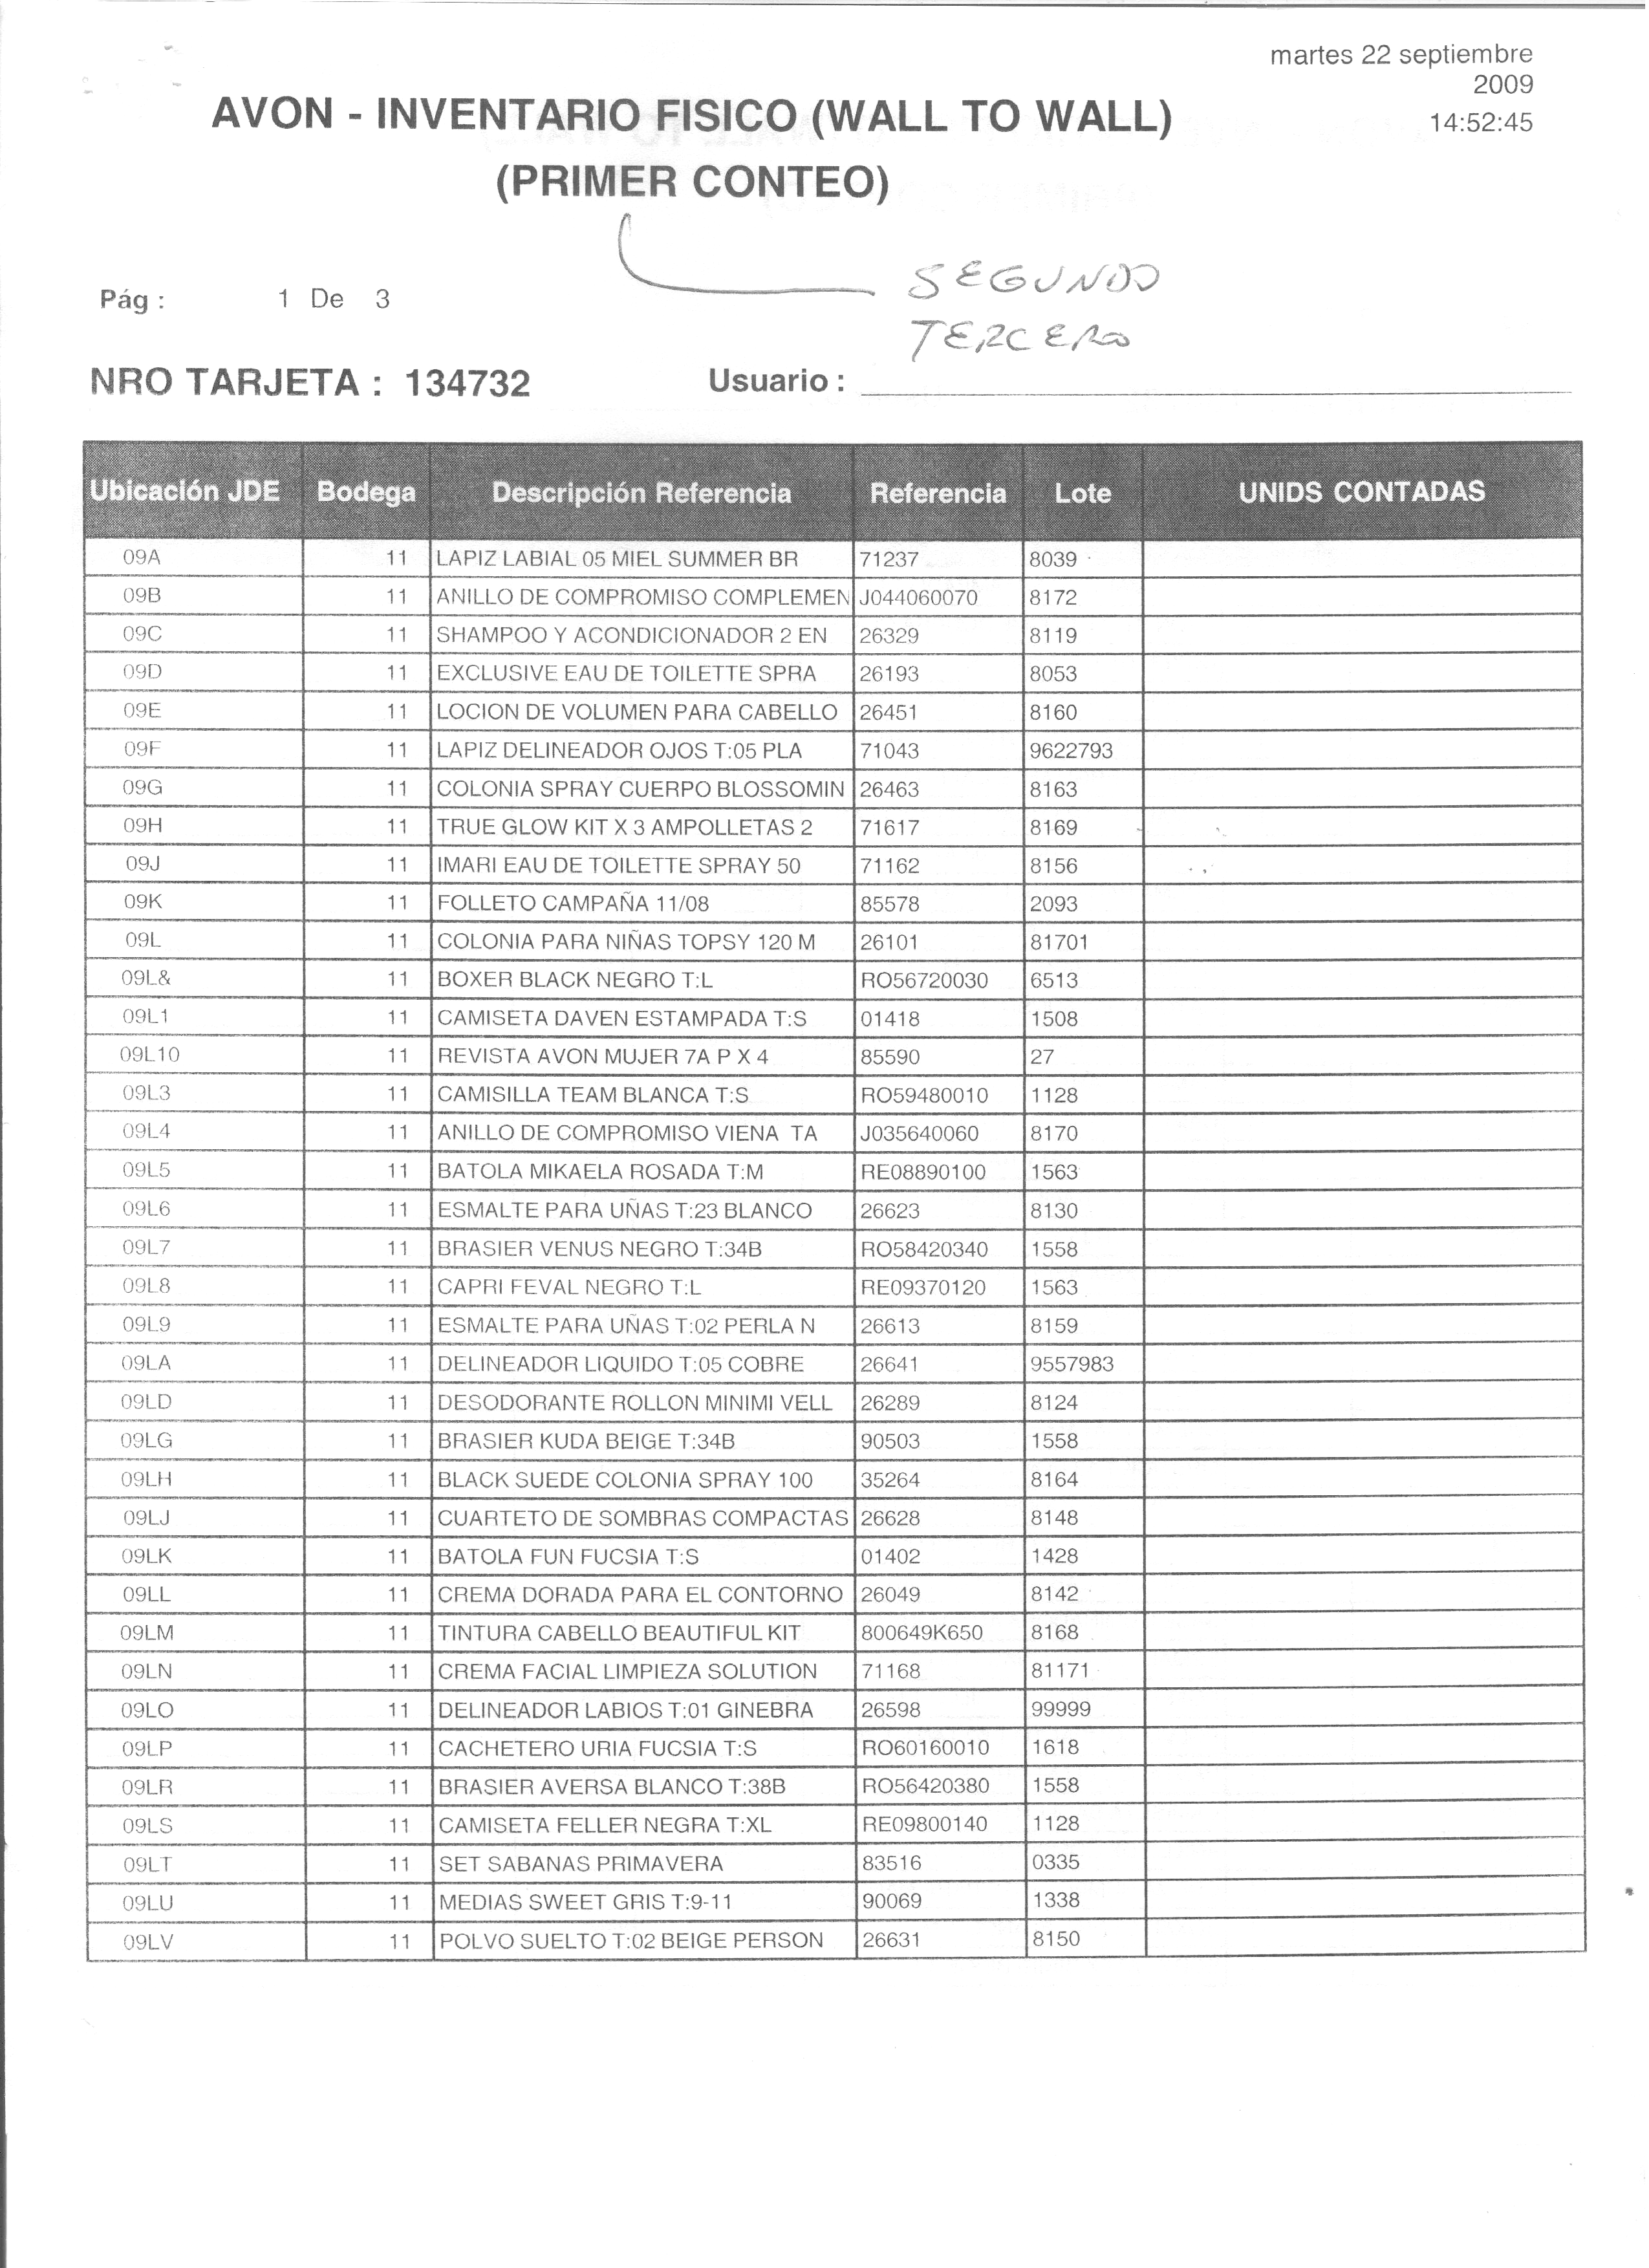 martes 22 septiembre
2009
14:52:45
AVON - INVENTARIO FISICO (WALL TO WALL)
(PRIMER CONTEO)
SEGUNDO
TERCERO
Pág : 1 De 3
NRO TARJETA : 134732 Usuario :
Ubicación JDE Bodega Descripción Referencia Referencia Lote UNIDS CONTADAS
09A 11 LAPIZ LABIAL 05 MIEL SUMMER BR 71237 8039
09B 11 ANILLO DE COMPROMISO COMPLEMEN J044060070 8172
09C 11 SHAMPOO Y ACONDICIONADOR 2 EN 26329 8119
09D 11 EXCLUSIVE EAU DE TOILETTE SPRA 26193 8053
09E 11 LOCION DE VOLUMEN PARA CABELLO 26451 8160
09F 11 LAPIZ DELINEADOR OJOS T:05 PLA 71043 9622793
09G 11 COLONIA SPRAY CUERPO BLOSSOMIN 26463 8163
09H 11 TRUE GLOW KIT X 3 AMPOLLETAS 2 71617 8169
09J 11 IMARI EAU DE TOILETTE SPRAY 50 71162 8156
09K 11 FOLLETO CAMPAÑA 11/08 85578 2093
09L 11 COLONIA PARA NIÑAS TOPSY 120 M 26101 81701
09L& 11 BOXER BLACK NEGRO T:L RO56720030 6513
09L1 11 CAMISETA DAVEN ESTAMPADA T:S 01418 1508
09L10 11 REVISTA AVON MUJER 7A P X 4 85590 27
09L3 11 CAMISILLA TEAM BLANCA T:S RO59480010 1128
09L4 11 ANILLO DE COMPROMISO VIENA TA J035640060 8170
09L5 11 BATOLA MIKAELA ROSADA T:M RE08890100 1563
09L6 11 ESMALTE PARA UÑAS T:23 BLANCO 26623 8130
09L7 11 BRASIER VENUS NEGRO T:34B RO58420340 1558
09L8 11 CAPRI FEVAL NEGRO T:L RE09370120 1563
09L9 11 ESMALTE PARA UÑAS T:02 PERLA N 26613 8159
09LA 11 DELINEADOR LIQUIDO T:05 COBRE 26641 9557983
09LD 11 DESODORANTE ROLLON MINIMI VELL 26289 8124
09LG 11 BRASIER KUDA BEIGE T:34B 90503 1558
09LH 11 BLACK SUEDE COLONIA SPRAY 100 35264 8164
09LJ 11 CUARTETO DE SOMBRAS COMPACTAS 26628 8148
09LK 11 BATOLA FUN FUCSIA T:S 01402 1428
09LL 11 CREMA DORADA PARA EL CONTORNO 26049 8142
09LM 11 TINTURA CABELLO BEAUTIFUL KIT 800649K650 8168
09LN 11 CREMA FACIAL LIMPIEZA SOLUTION 71168 81171
09LO 11 DELINEADOR LABIOS T:01 GINEBRA 26598 99999
09LP 11 CACHETERO URIA FUCSIA T:S RO60160010 1618
09LR 11 BRASIER AVERSA BLANCO T:38B RO56420380 1558
09LS 11 CAMISETA FELLER NEGRA T:XL RE09800140 1128
09LT 11 SET SABANAS PRIMAVERA 83516 0335
09LU 11 MEDIAS SWEET GRIS T:9-11 90069 1338
09LV 11 POLVO SUELTO T:02 BEIGE PERSON 26631 8150